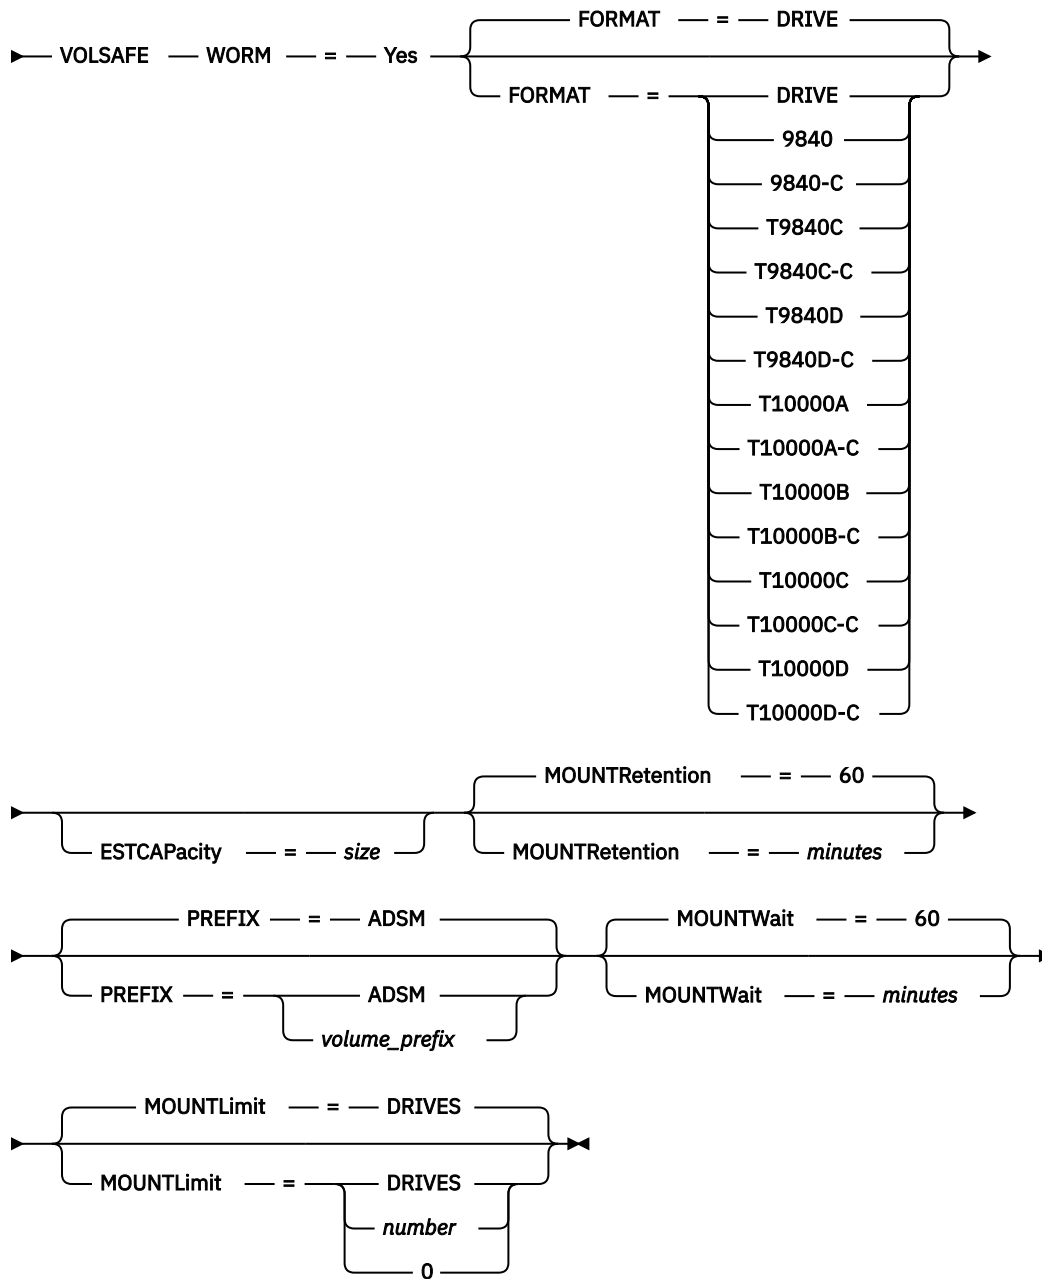 FORMAT = DRIVE
VOLSAFE WORM = Yes
FORMAT = DRIVE
9840
9840-C
T9840C
T9840C-C
T9840D
T9840D-C
T10000A
T10000A-C
T10000B
T10000B-C
T10000C
T10000C-C
T10000D
T10000D-C
MOUNTRetention = 60
ESTCAPacity = size MOUNTRetention = minutes
PREFIX = ADSM MOUNTWait = 60
PREFIX = ADSM MOUNTWait = minutes
volume_prefix
MOUNTLimit = DRIVES
MOUNTLimit = DRIVES
number
0